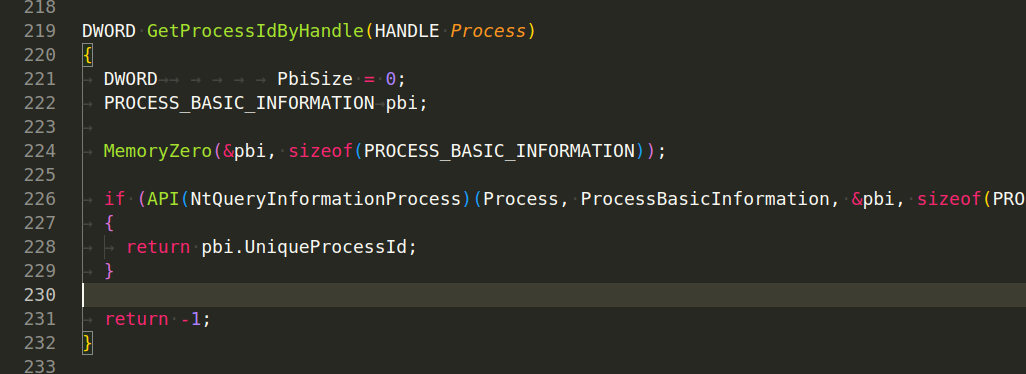 218
219 DWORD GetProcessIdByHandle(HANDLE Process)
220 {
221 DWORD PbiSize = 0;
222 PROCESS_BASIC_INFORMATION pbi;
223
224 MemoryZero(&pbi, sizeof(PROCESS_BASIC_INFORMATION));
225
226 if (API(NtQueryInformationProcess)(Process, ProcessBasicInformation, &pbi, sizeof(PRO
227 {
228 return pbi.UniqueProcessId;
229 }
230
231 return -1;
232 }
233